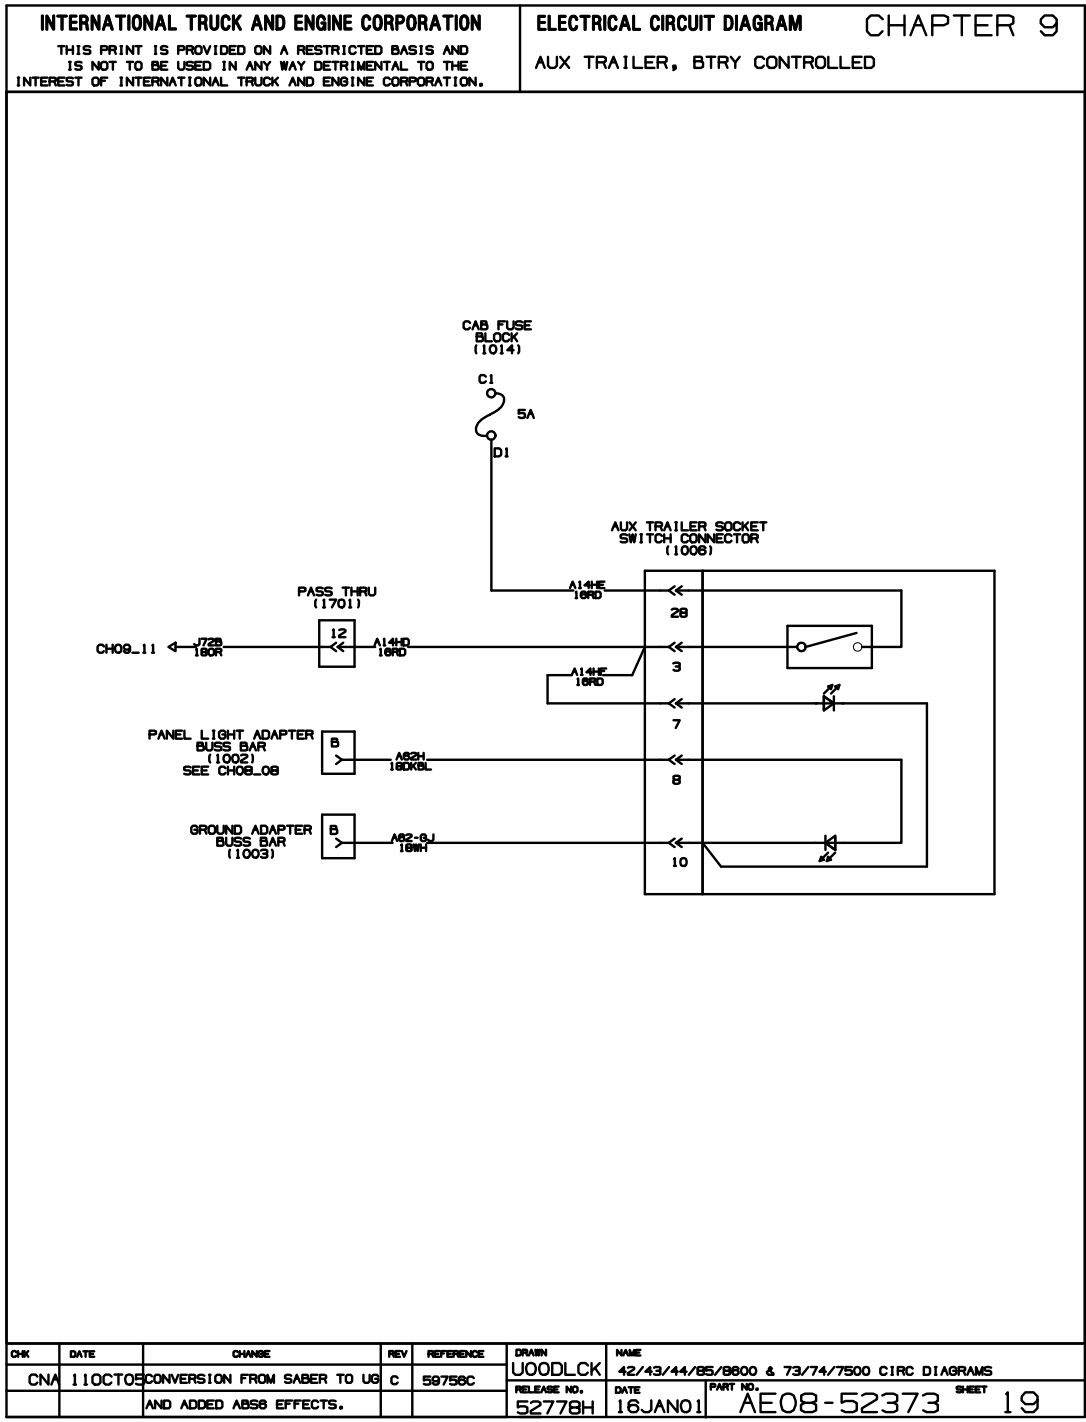 INTERNATIONAL TRUCK AND ENGINE CORPORATION
THIS PRINT IS PROVIDED ON A RESTRICTED BASIS AND
IS NOT TO BE USED IN ANY WAY DETRIMENTAL TO THE
INTEREST OF INTERNATIONAL TRUCK AND ENGINE CORPORATION.
ELECTRICAL CIRCUIT DIAGRAM
CHAPTER 9
AUX TRAILER, BTRY CONTROLLED
CAB FUSE
BLOCK
(1014)
C1
5A
D1
AUX TRAILER SOCKET
SWITCH CONNECTOR
(1006)
A14HE
16RD
2B
PASS THRU
(1701)
12
CH09_11
J72B
18OR
A14HD
16RD
3
A14HF
16RD
7
PANEL LIGHT ADAPTER
BUSS BAR
(1002)
SEE CH08_08
B
A62H
18DKBL
8
GROUND ADAPTER
BUSS BAR
(1003)
B
A62-GJ
18WH
10
CHK
DATE
CHANGE
REV
REFERENCE
CNA
11OCT05
CONVERSION FROM SABER TO UG
C
59756C
AND ADDED ABS6 EFFECTS.
DRAWN
UOODLCK
NAME
42/43/44/85/8600 & 73/74/7500 CIRC DIAGRAMS
RELEASE NO.
52778H
DATE
16JAN01
PART NO.
AE08-52373
SHEET
19